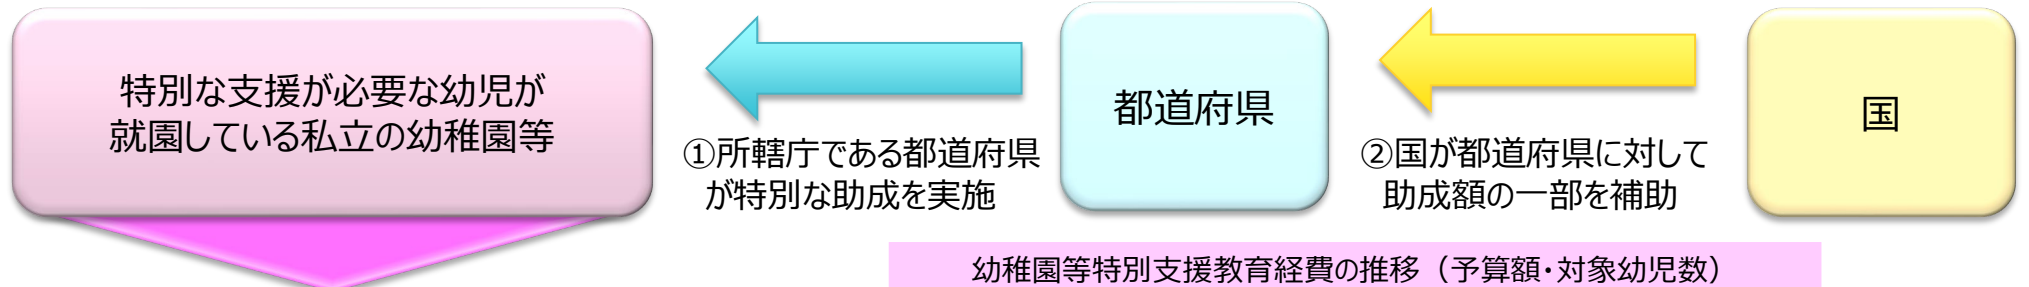 特別な支援が必要な幼児が
就園している私立の幼稚園等
①所轄庁である都道府県
が特別な助成を実施
都道府県
②国が都道府県に対して
助成額の一部を補助
国
幼稚園等特別支援教育経費の推移（予算額・対象幼児数）